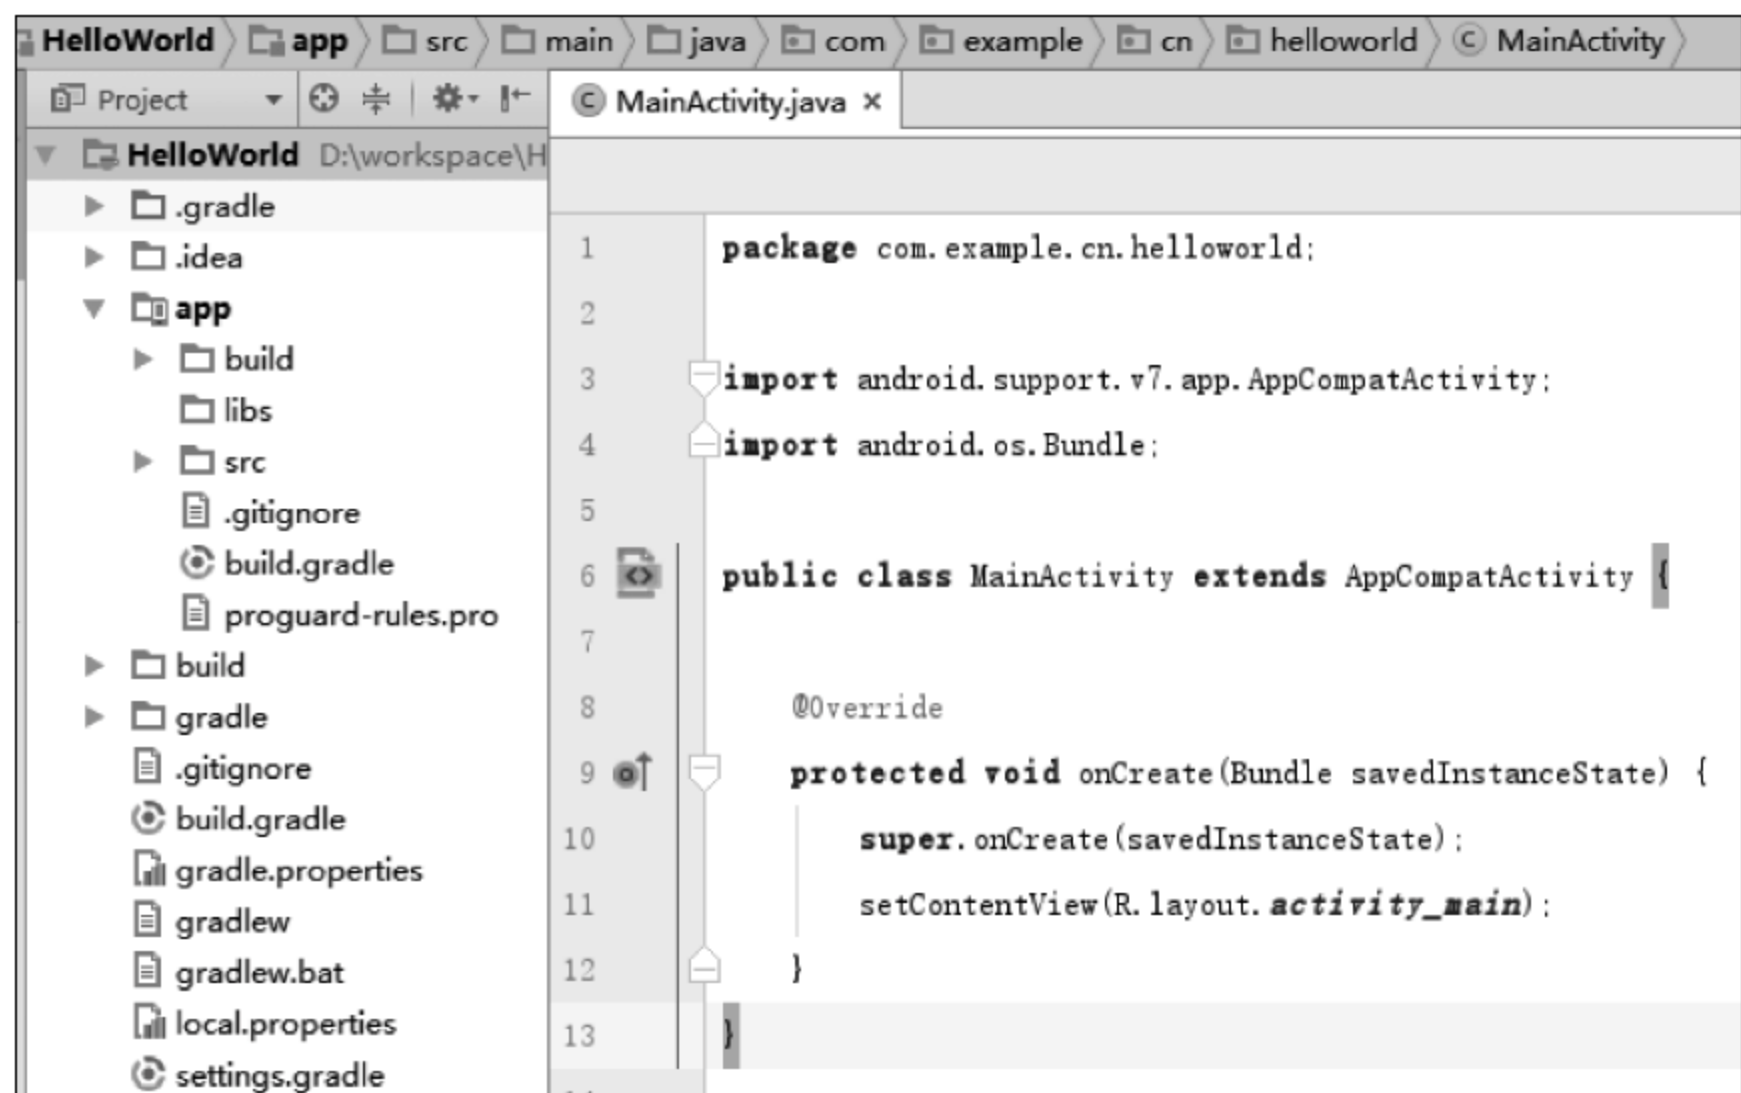 HelloWorld app src main java com example cn helloworld MainActivity
Project
MainActivity.java
HelloWorld D:\workspace\H
.gradle
.idea
app
build
libs
src
.gitignore
build.gradle
proguard-rules.pro
build
gradle
.gitignore
build.gradle
gradle.properties
gradlew
gradlew.bat
local.properties
settings.gradle
1 package com.example.cn.helloworld;
2
3 import android.support.v7.app.AppCompatActivity;
4 import android.os.Bundle;
5
6 public class MainActivity extends AppCompatActivity {
7
8 @Override
9 protected void onCreate(Bundle savedInstanceState) {
10 super.onCreate(savedInstanceState);
11 setContentView(R.layout.activity_main);
12 }
13 }